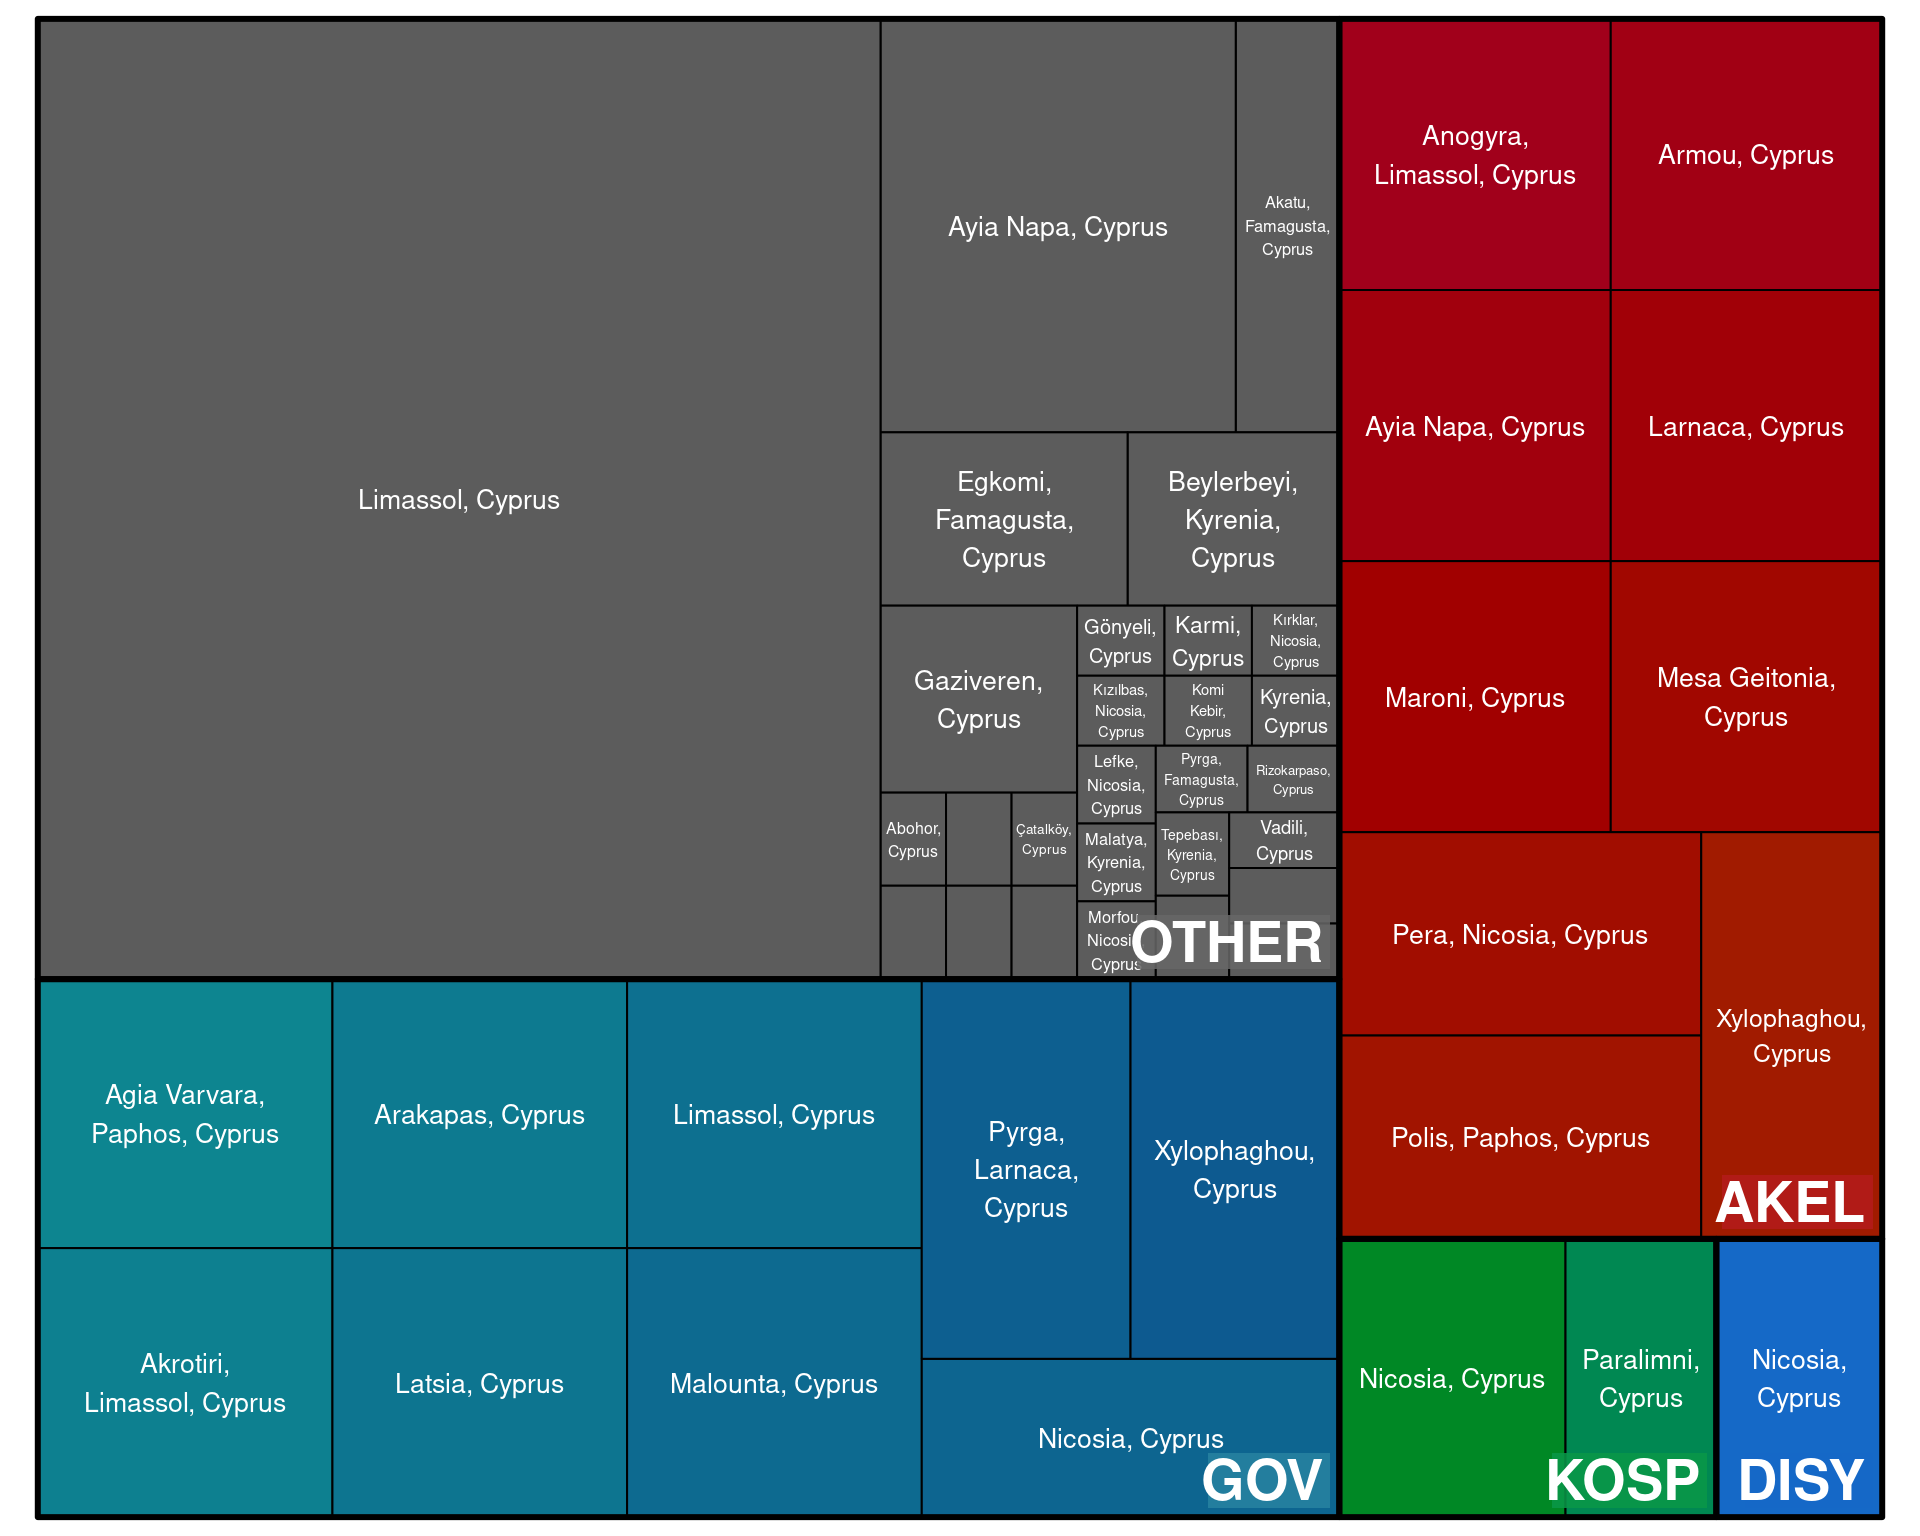 Limassol, Cyprus
Ayia Napa, Cyprus
Akatu,
Famagusta,
Cyprus
Egkomi,
Famagusta,
Cyprus
Beylerbeyi,
Kyrenia,
Cyprus
Gaziveren,
Cyprus
Gönyeli,
Cyprus
Karmi,
Cyprus
Kırklar,
Nicosia,
Cyprus
Kızılbas,
Nicosia,
Cyprus
Komi
Kebir,
Cyprus
Kyrenia,
Cyprus
Lefke,
Nicosia,
Cyprus
Pyrga,
Famagusta,
Cyprus
Rizokarpaso,
Cyprus
Abohor,
Cyprus
Çatalköy,
Cyprus
Malatya,
Kyrenia,
Cyprus
Tepebası,
Kyrenia,
Cyprus
Vadili,
Cyprus
Morfou,
Nicosia,
Cyprus
OTHER
Anogyra,
Limassol, Cyprus
Armou, Cyprus
Ayia Napa, Cyprus
Larnaca, Cyprus
Maroni, Cyprus
Mesa Geitonia,
Cyprus
Pera, Nicosia, Cyprus
Polis, Paphos, Cyprus
Xylophaghou,
Cyprus
AKEL
Agia Varvara,
Paphos, Cyprus
Arakapas, Cyprus
Limassol, Cyprus
Pyrga,
Larnaca,
Cyprus
Xylophaghou,
Cyprus
Akrotiri,
Limassol, Cyprus
Latsia, Cyprus
Malounta, Cyprus
Nicosia, Cyprus
GOV
Nicosia, Cyprus
Paralimni,
Cyprus
KOSP
Nicosia,
Cyprus
DISY